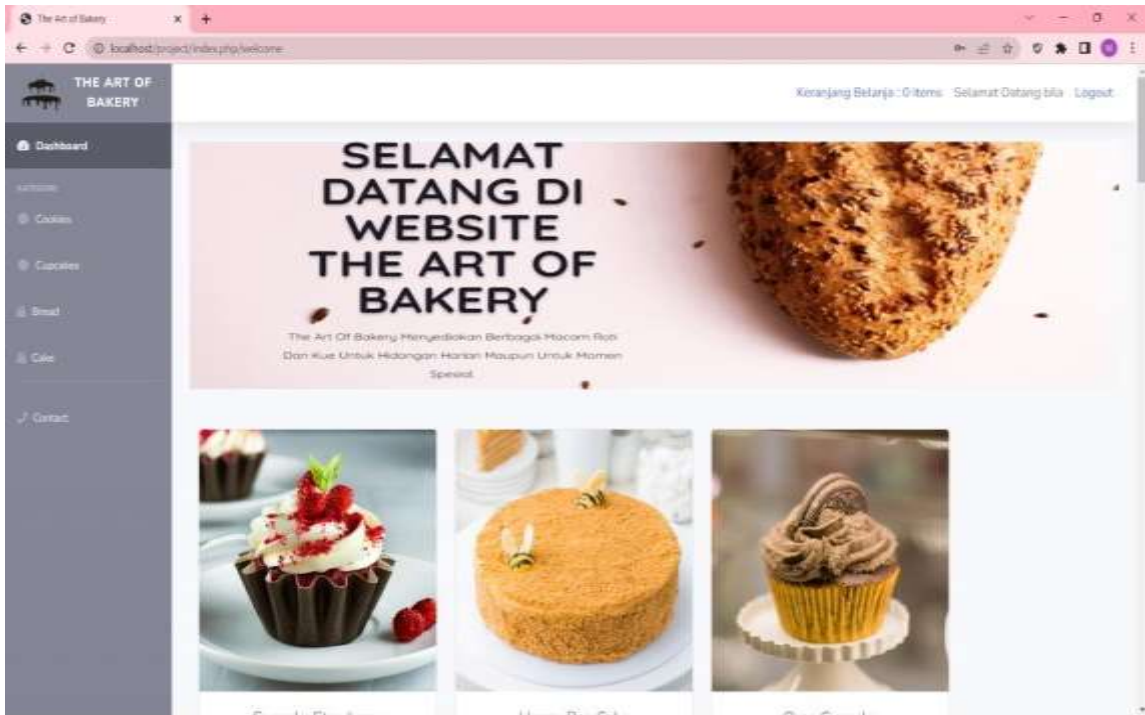 The Art of Bakery
localhost/project/index.php/welcome
THE ART OF
BAKERY
Keranjang Belanja : 0 items Selamat Datang bila Logout
Dashboard
KATEGORI
Cookies
Cupcakes
Bread
Cake
Contact
SELAMAT
DATANG DI
WEBSITE
THE ART OF
BAKERY
The Art Of Bakery Menyediakan Berbagai Macam Roti
Dan Kue Untuk Hidangan Harian Maupun Untuk Momen
Spesial